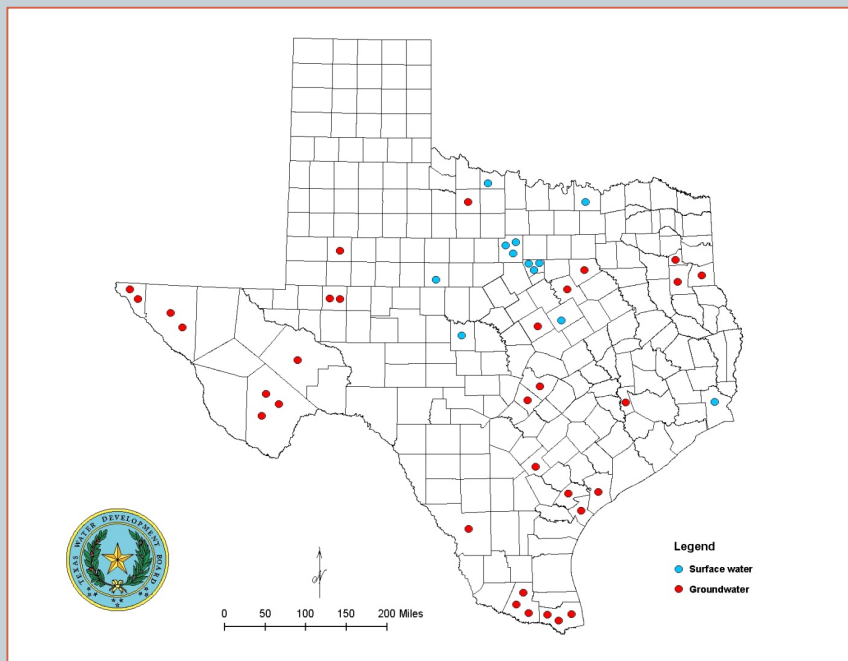 Legend
Surface water
Groundwater
TEXAS WATER DEVELOPMENT BOARD
N
0 50 100 150 200 Miles